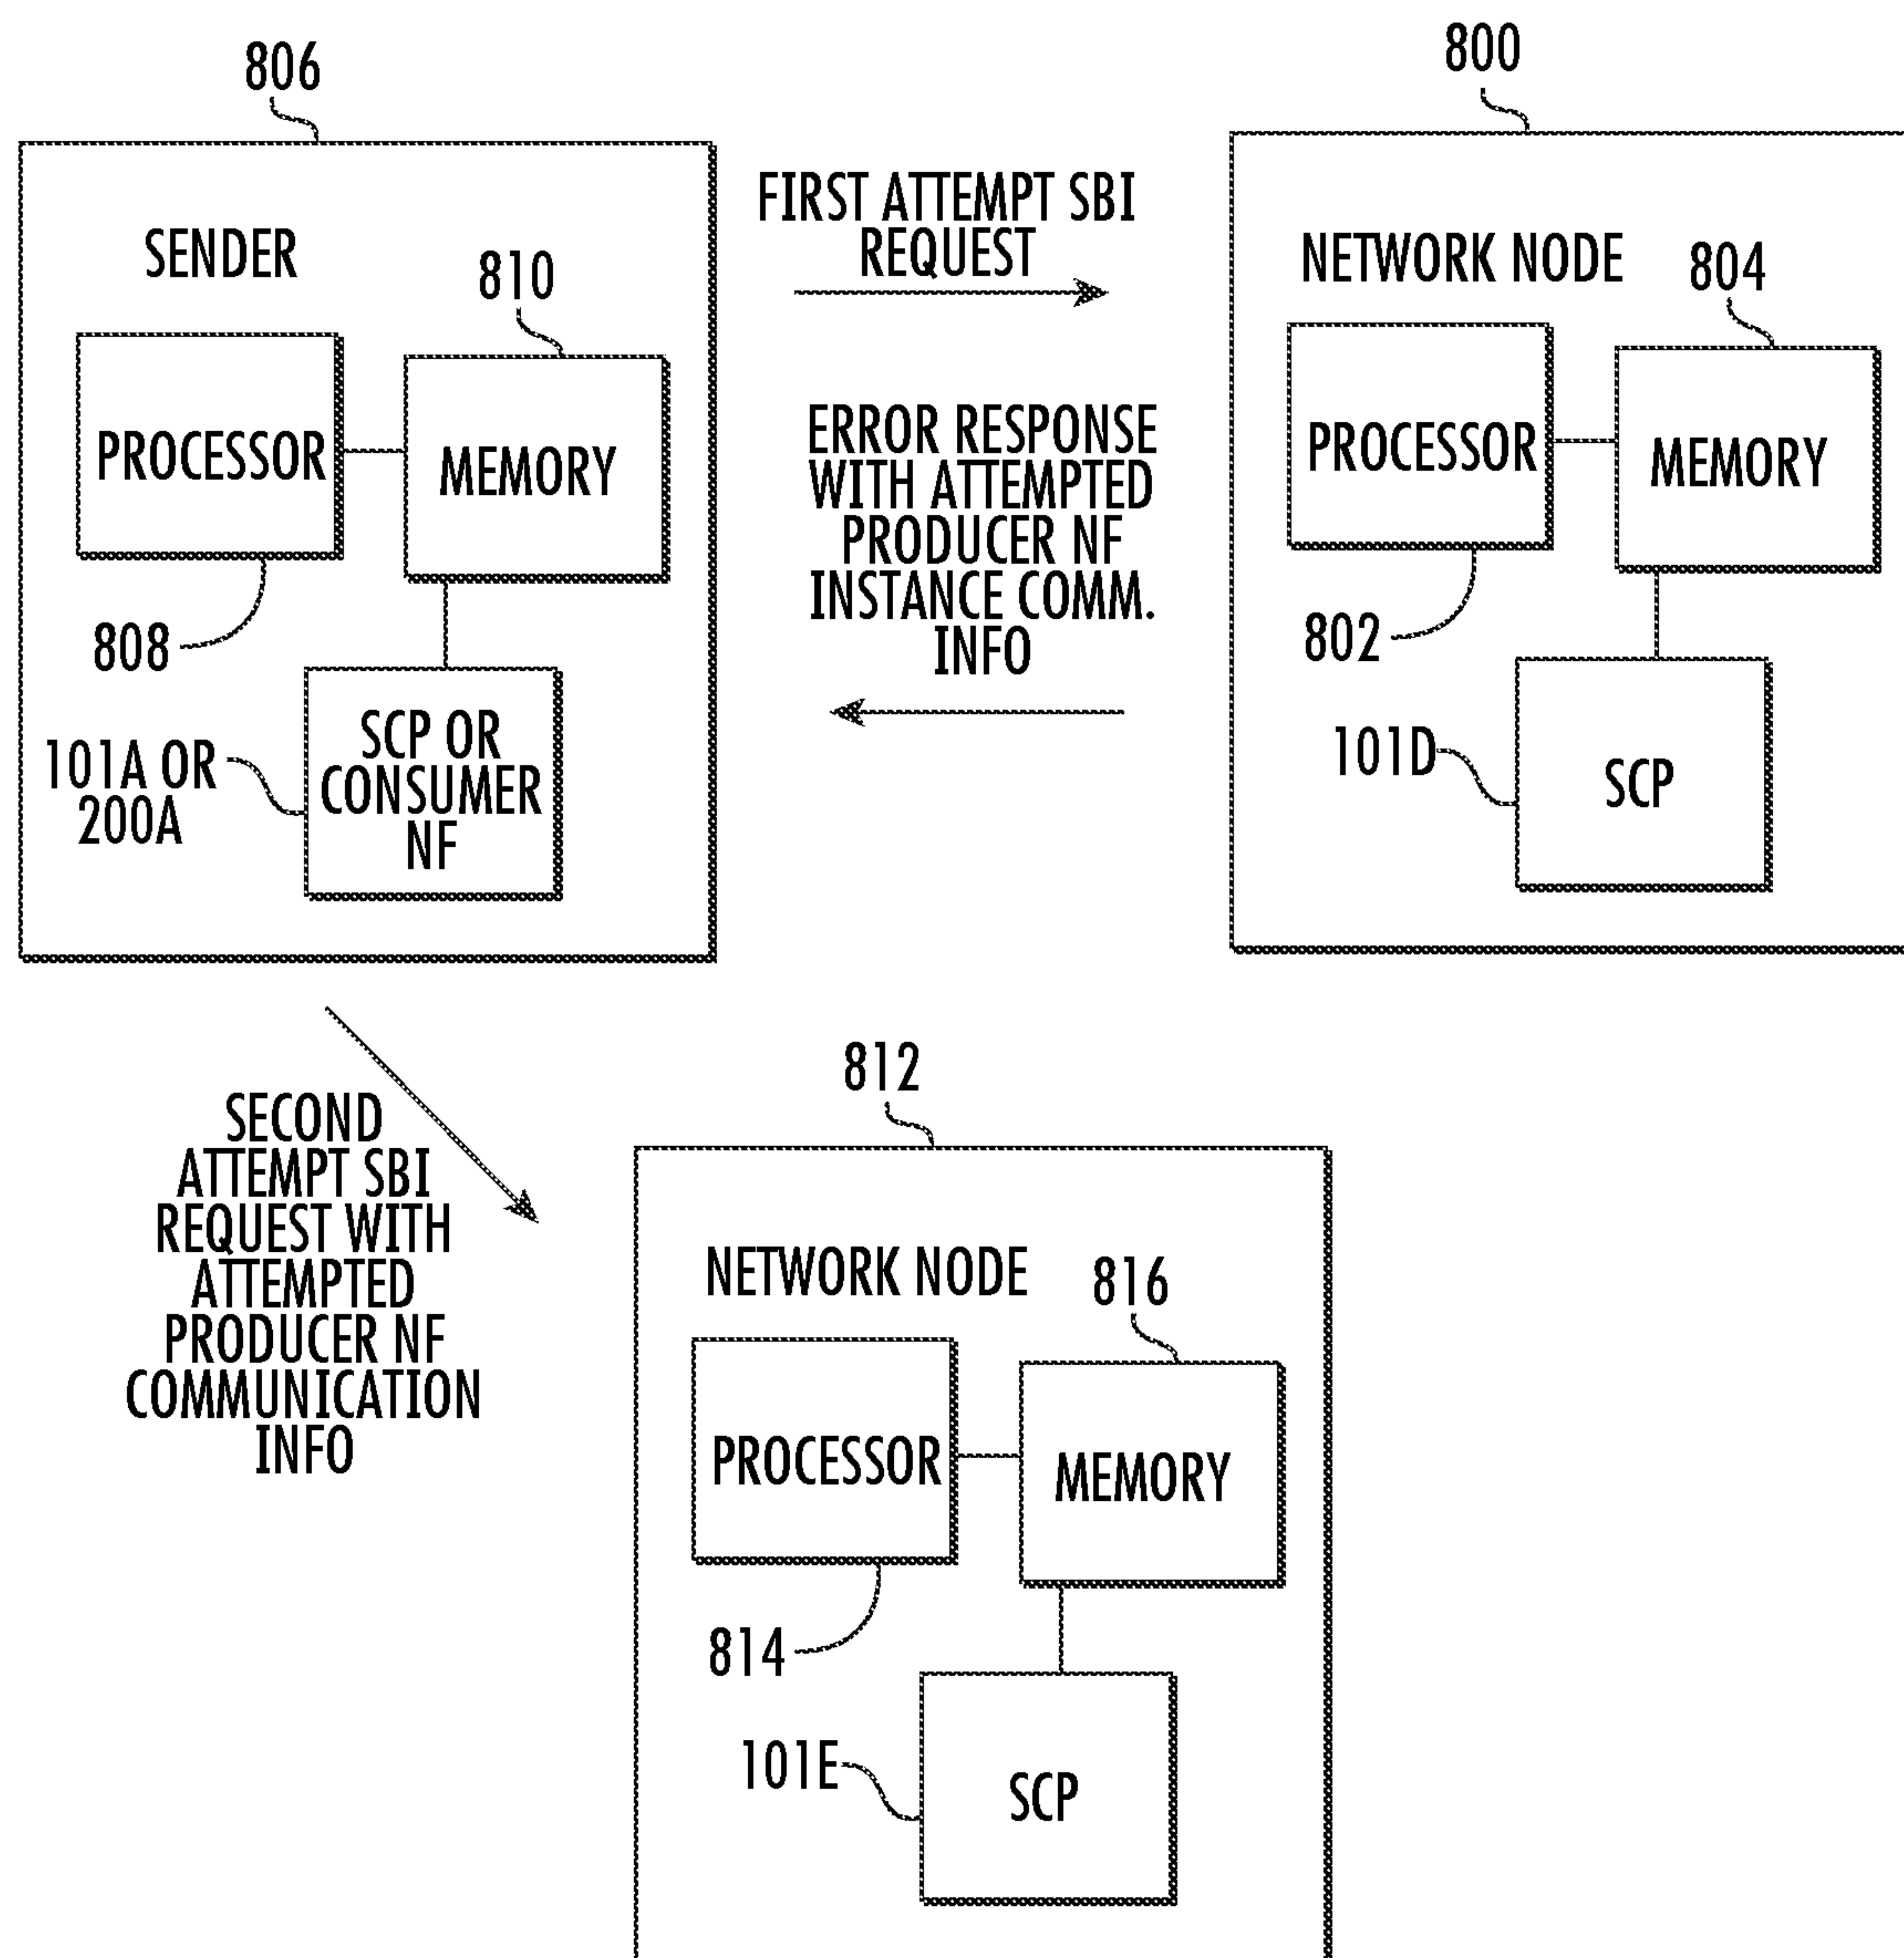 806
SENDER
810
PROCESSOR
MEMORY
808
101A OR
200A
SCP OR
CONSUMER
NF
FIRST ATTEMPT SBI
REQUEST
ERROR RESPONSE
WITH ATTEMPTED
PRODUCER NF
INSTANCE COMM.
INFO
800
NETWORK NODE
804
PROCESSOR
MEMORY
802
101D
SCP
SECOND
ATTEMPT SBI
REQUEST WITH
ATTEMPTED
PRODUCER NF
COMMUNICATION
INFO
812
NETWORK NODE
816
PROCESSOR
MEMORY
814
101E
SCP